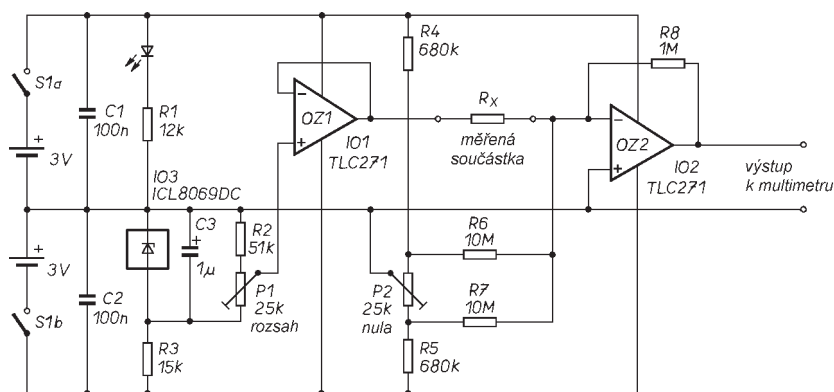 S1a
+
3V
C1
100n
R1
12k
IO3
ICL8069DC
C3
+
1µ
R2
51k
P1
25k
rozsah
+
3V
S1b
C2
100n
R3
15k
−
OZ1
+
IO1
TLC271
R4
680k
Rx
měřená
součástka
R6
10M
P2
25k
nula
R7
10M
R5
680k
R8
1M
−
OZ2
+
IO2
TLC271
výstup
k multimetru